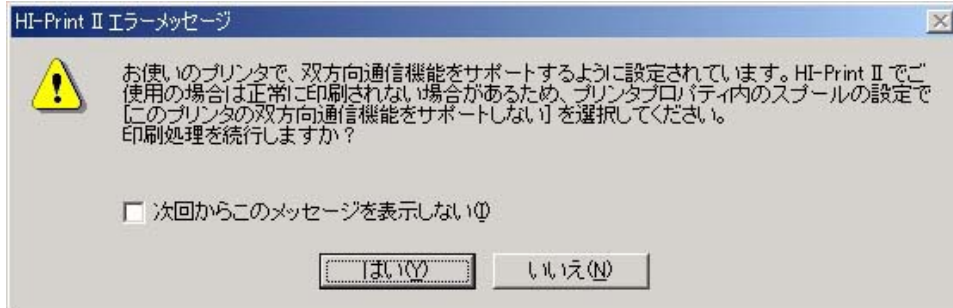 HI-Print Ⅱ エラーメッセージ
お使いのプリンタで、双方向通信機能をサポートするように設定されています。HI-Print Ⅱ でご
使用の場合は正常に印刷されない場合があるため、プリンタプロパティ内のスプールの設定で
[このプリンタの双方向通信機能をサポートしない] を選択してください。
印刷処理を続行しますか？
次回からこのメッセージを表示しない(I)
はい(Y)
いいえ(N)